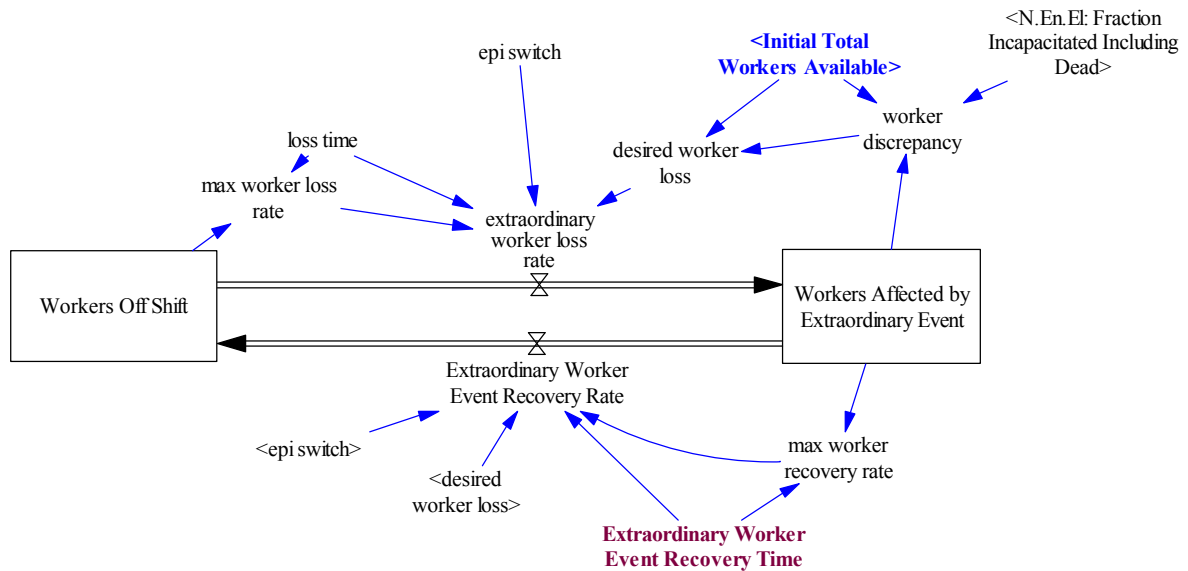 <N.En.El: Fraction
Incapacitated Including
Dead>
<Initial Total
Workers Available>
epi switch
worker
discrepancy
loss time
desired worker
loss
max worker loss
rate
extraordinary
worker loss
rate
Workers Off Shift
Workers Affected by
Extraordinary Event
Extraordinary Worker
Event Recovery Rate
<epi switch>
max worker
recovery rate
<desired
worker loss>
Extraordinary Worker
Event Recovery Time